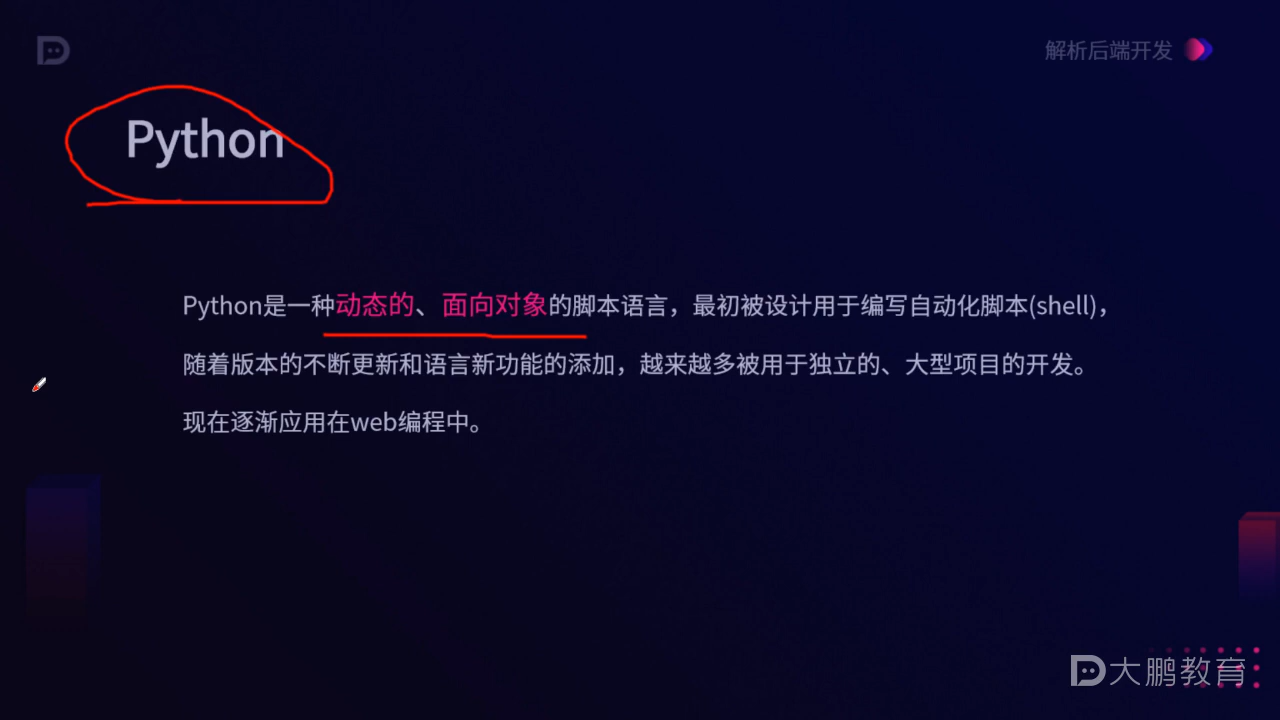 解析后端开发
Python
Python是一种动态的、面向对象的脚本语言，最初被设计用于编写自动化脚本(shell)，
随着版本的不断更新和语言新功能的添加，越来越多被用于独立的、大型项目的开发。
现在逐渐应用在web编程中。
大鹏教育